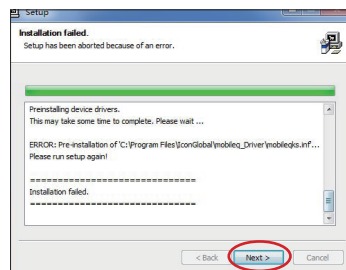 Setup
Installation failed.
Setup has been aborted because of an error.
Preinstalling device drivers.
This may take some time to complete. Please wait ...
ERROR: Pre-installation of 'C:\Program Files\IconGlobal\mobileq_Driver\mobileqks.inf'...
Please run setup again!
==============================
Installation failed.
==============================
< Back
Next >
Cancel